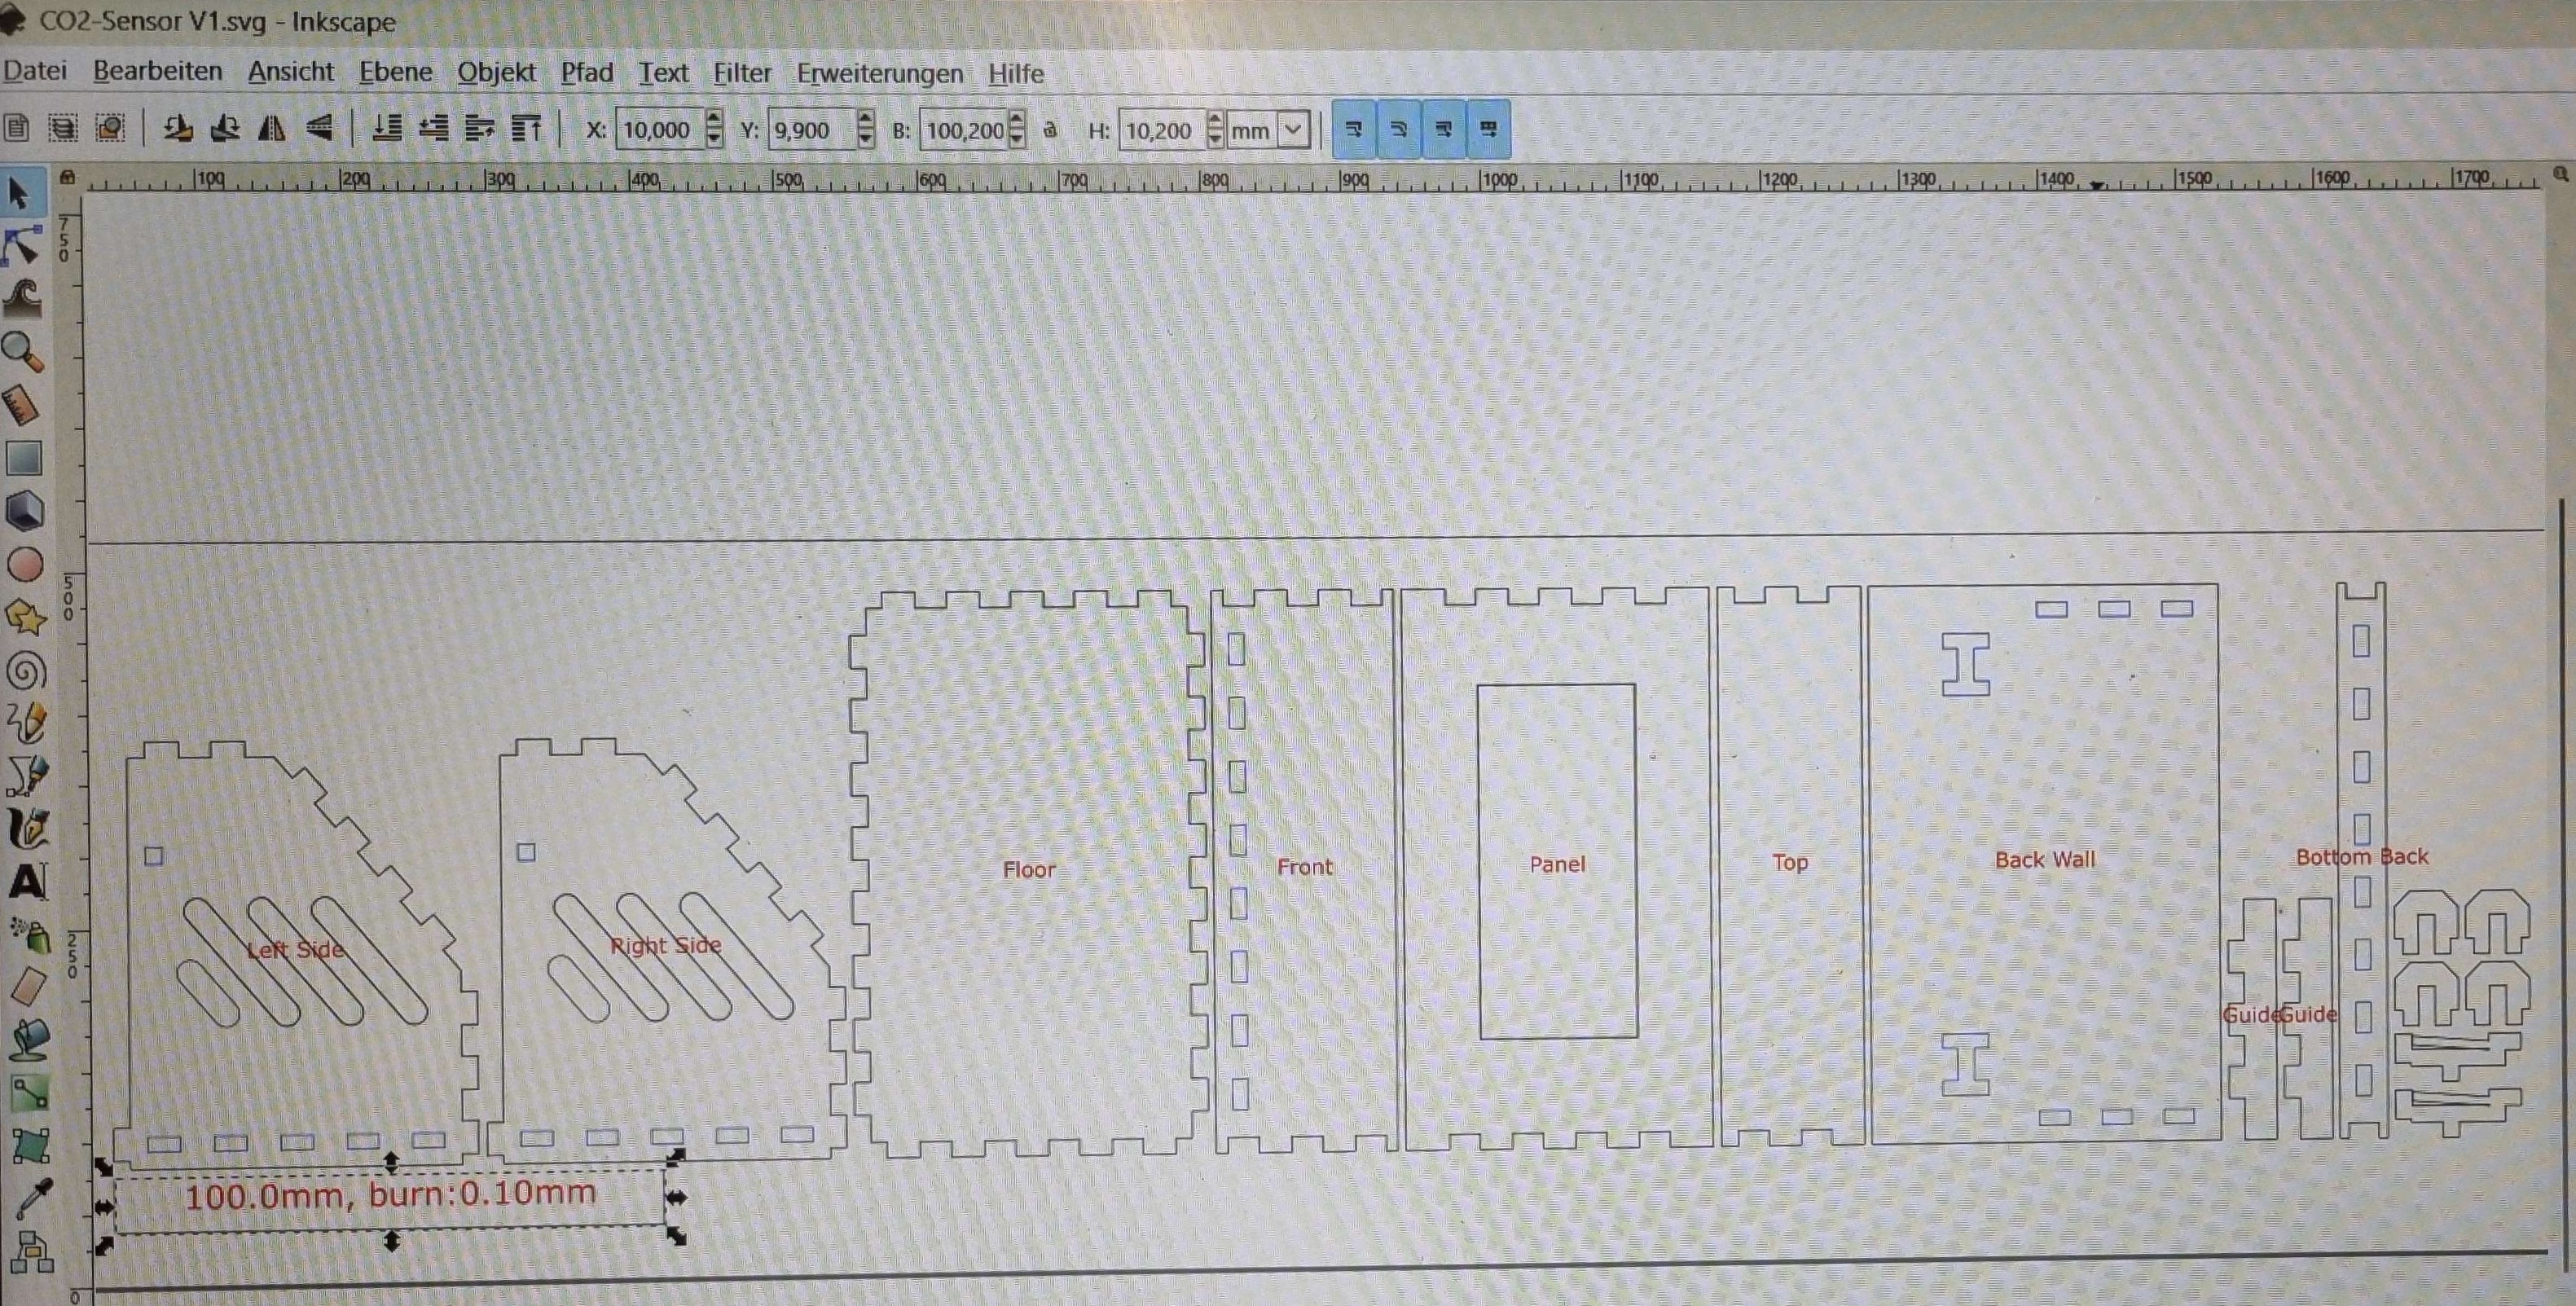 CO2-Sensor V1.svg - Inkscape
Datei Bearbeiten Ansicht Ebene Objekt Pfad Text Filter Erweiterungen Hilfe
X: 10,000 Y: 9,900 B: 100,200 H: 10,200 mm
100 200 300 400 500 600 700 800 900 1000 1100 1200 1300 1400 1500 1600 1700
750
500
250
0
A
Left Side
Right Side
Floor
Front
Panel
Top
Back Wall
Bottom Back
Guide
Guide
100.0mm, burn:0.10mm